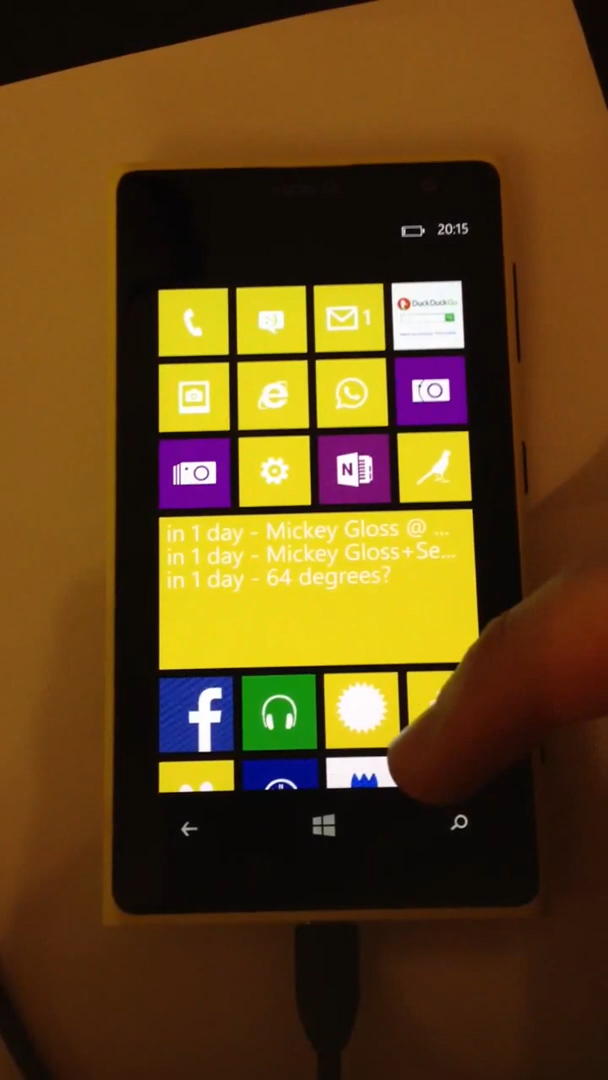 20:15
1
DuckDuckGo
N
in 1 day - Mickey Gloss @ ...
in 1 day - Mickey Gloss+Se...
in 1 day - 64 degrees?